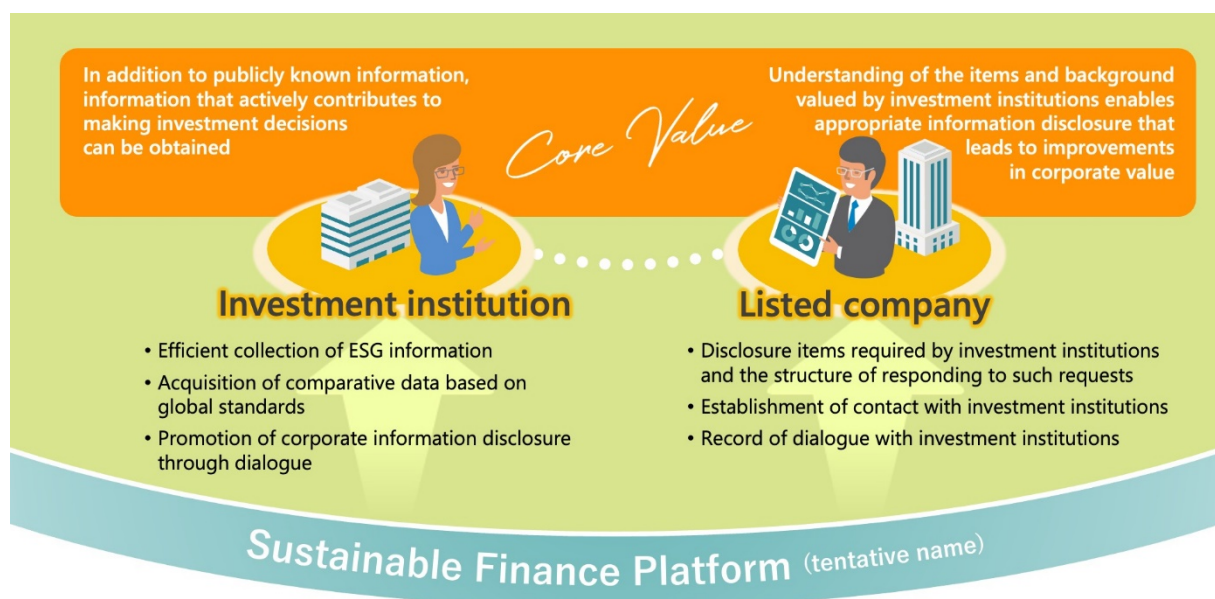 In addition to publicly known information,
information that actively contributes to
making investment decisions
can be obtained
Core Value
Understanding of the items and background
valued by investment institutions enables
appropriate information disclosure that
leads to improvements
in corporate value
Investment institution
• Efficient collection of ESG information
• Acquisition of comparative data based on
global standards
• Promotion of corporate information disclosure
through dialogue
Listed company
• Disclosure items required by investment institutions
and the structure of responding to such requests
• Establishment of contact with investment institutions
• Record of dialogue with investment institutions
Sustainable Finance Platform (tentative name)